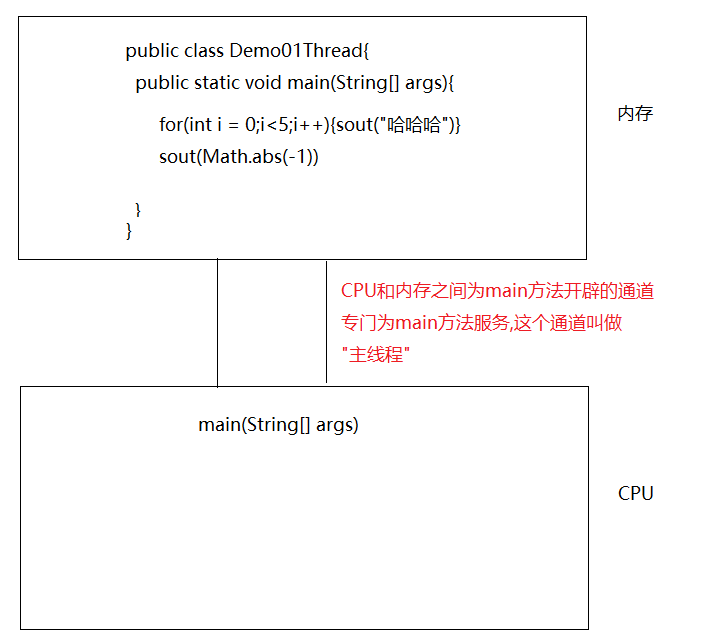 public class Demo01Thread{
public static void main(String[] args){
for(int i = 0;i<5;i++){sout("哈哈哈")}
sout(Math.abs(-1))
}
}
内存
CPU和内存之间为main方法开辟的通道
专门为main方法服务,这个通道叫做
"主线程"
main(String[] args)
CPU